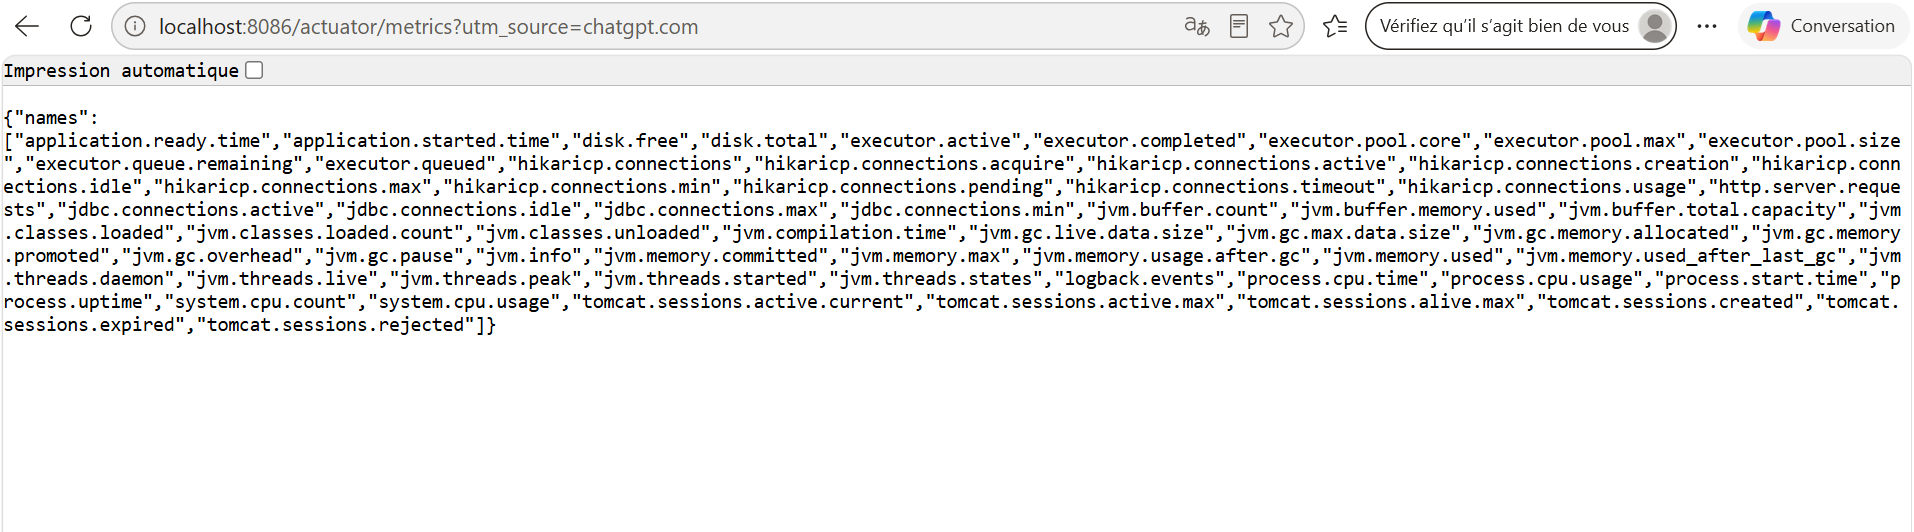 localhost:8086/actuator/metrics?utm_source=chatgpt.com
aあ
Vérifiez qu'il s'agit bien de vous
Conversation
Impression automatique
{"names":
["application.ready.time","application.started.time","disk.free","disk.total","executor.active","executor.completed","executor.pool.core","executor.pool.max","executor.pool.size
","executor.queue.remaining","executor.queued","hikaricp.connections","hikaricp.connections.acquire","hikaricp.connections.active","hikaricp.connections.creation","hikaricp.conn
ections.idle","hikaricp.connections.max","hikaricp.connections.min","hikaricp.connections.pending","hikaricp.connections.timeout","hikaricp.connections.usage","http.server.reque
sts","jdbc.connections.active","jdbc.connections.idle","jdbc.connections.max","jdbc.connections.min","jvm.buffer.count","jvm.buffer.memory.used","jvm.buffer.total.capacity","jvm
.classes.loaded","jvm.classes.loaded.count","jvm.classes.unloaded","jvm.compilation.time","jvm.gc.live.data.size","jvm.gc.max.data.size","jvm.gc.memory.allocated","jvm.gc.memory
.promoted","jvm.gc.overhead","jvm.gc.pause","jvm.info","jvm.memory.committed","jvm.memory.max","jvm.memory.usage.after.gc","jvm.memory.used","jvm.memory.used_after_last_gc","jvm
.threads.daemon","jvm.threads.live","jvm.threads.peak","jvm.threads.started","jvm.threads.states","logback.events","process.cpu.time","process.cpu.usage","process.start.time","p
rocess.uptime","system.cpu.count","system.cpu.usage","tomcat.sessions.active.current","tomcat.sessions.active.max","tomcat.sessions.alive.max","tomcat.sessions.created","tomcat.
sessions.expired","tomcat.sessions.rejected"]}